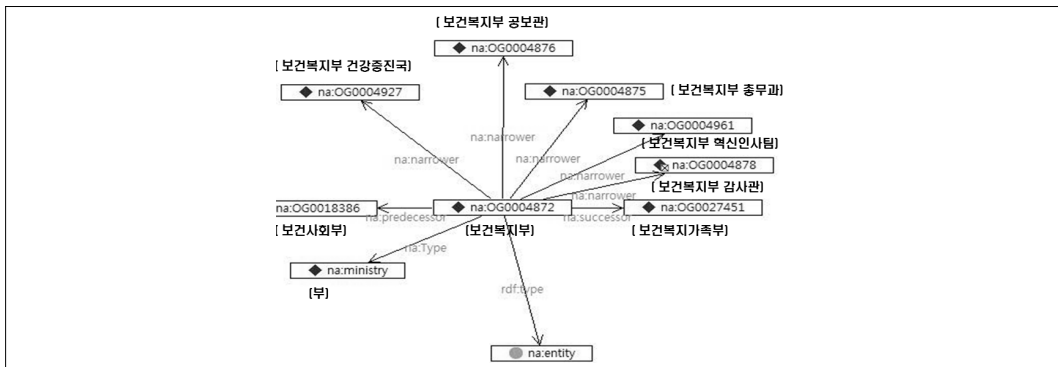 ( 보건복지부 공보관)
na:OG0004876
( 보건복지부 건강증진국)
na:OG0004927
na:OG0004875
( 보건복지부 총무과)
na:OG0004961
na:narrower
(보건복지부 혁신인사팀)
na:narrower
na:narrower
na:OG0004878
na:narrower
(보건복지부 감사관)
na:narrower
na:OG0018386
na:OG0004872
na:OG0027451
na:predecessor
na:successor
( 보건사회부)
(보건복지부)
( 보건복지가족부)
na:Type
na:ministry
(부)
rdf:type
na:entity